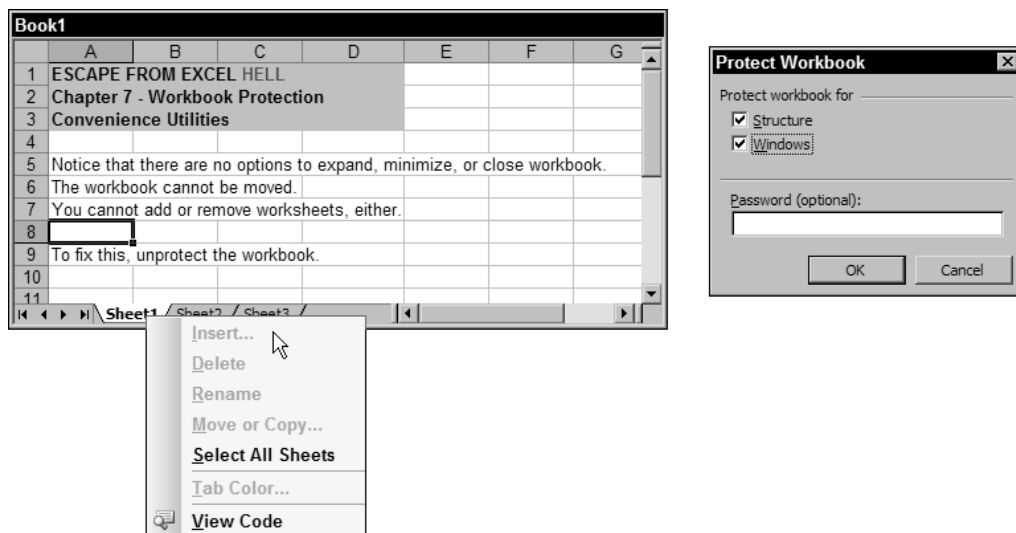 Book1
A B C D E F G
1 ESCAPE FROM EXCEL HELL
2 Chapter 7 - Workbook Protection
3 Convenience Utilities
4
5 Notice that there are no options to expand, minimize, or close workbook.
6 The workbook cannot be moved.
7 You cannot add or remove worksheets, either.
8
9 To fix this, unprotect the workbook.
10
11
Sheet1 Sheet2 Sheet3
Insert...
Delete
Rename
Move or Copy...
Select All Sheets
Tab Color...
View Code
Protect Workbook
Protect workbook for
Structure
Windows
Password (optional):
OK Cancel